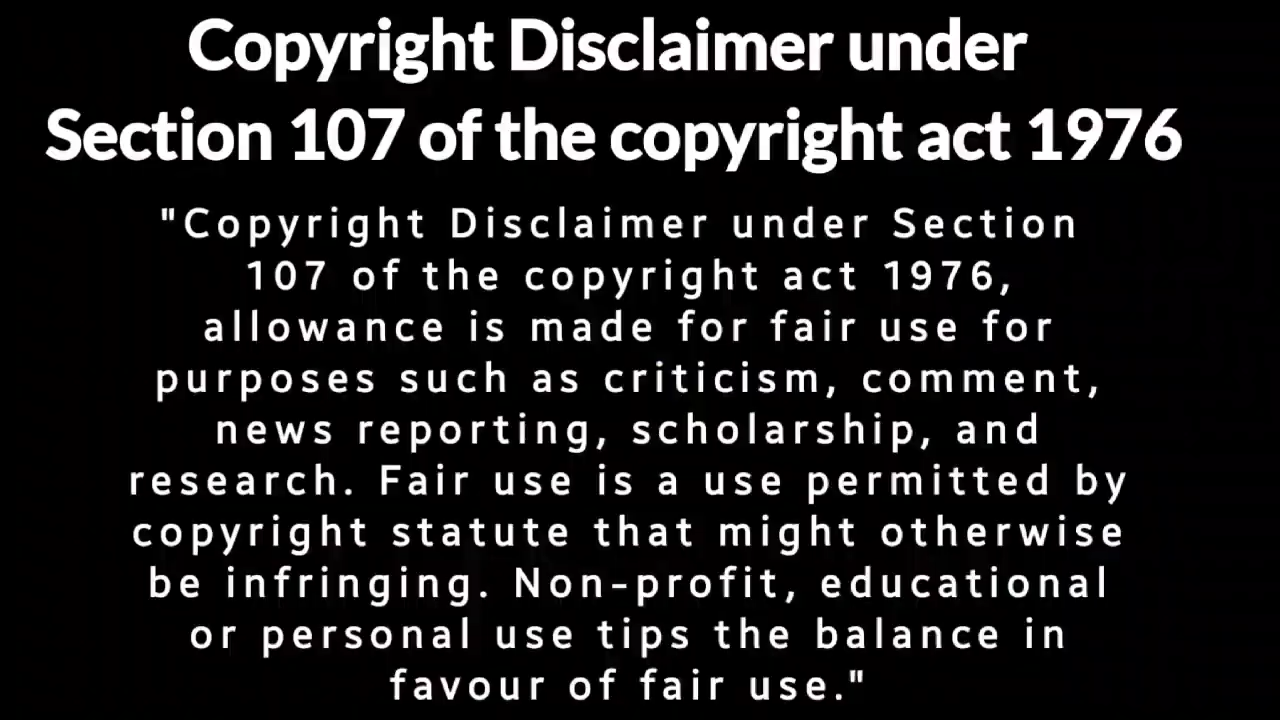 Copyright Disclaimer under
Section 107 of the copyright act 1976
"Copyright Disclaimer under Section
107 of the copyright act 1976,
allowance is made for fair use for
purposes such as criticism, comment,
news reporting, scholarship, and
research. Fair use is a use permitted by
copyright statute that might otherwise
be infringing. Non-profit, educational
or personal use tips the balance in
favour of fair use."